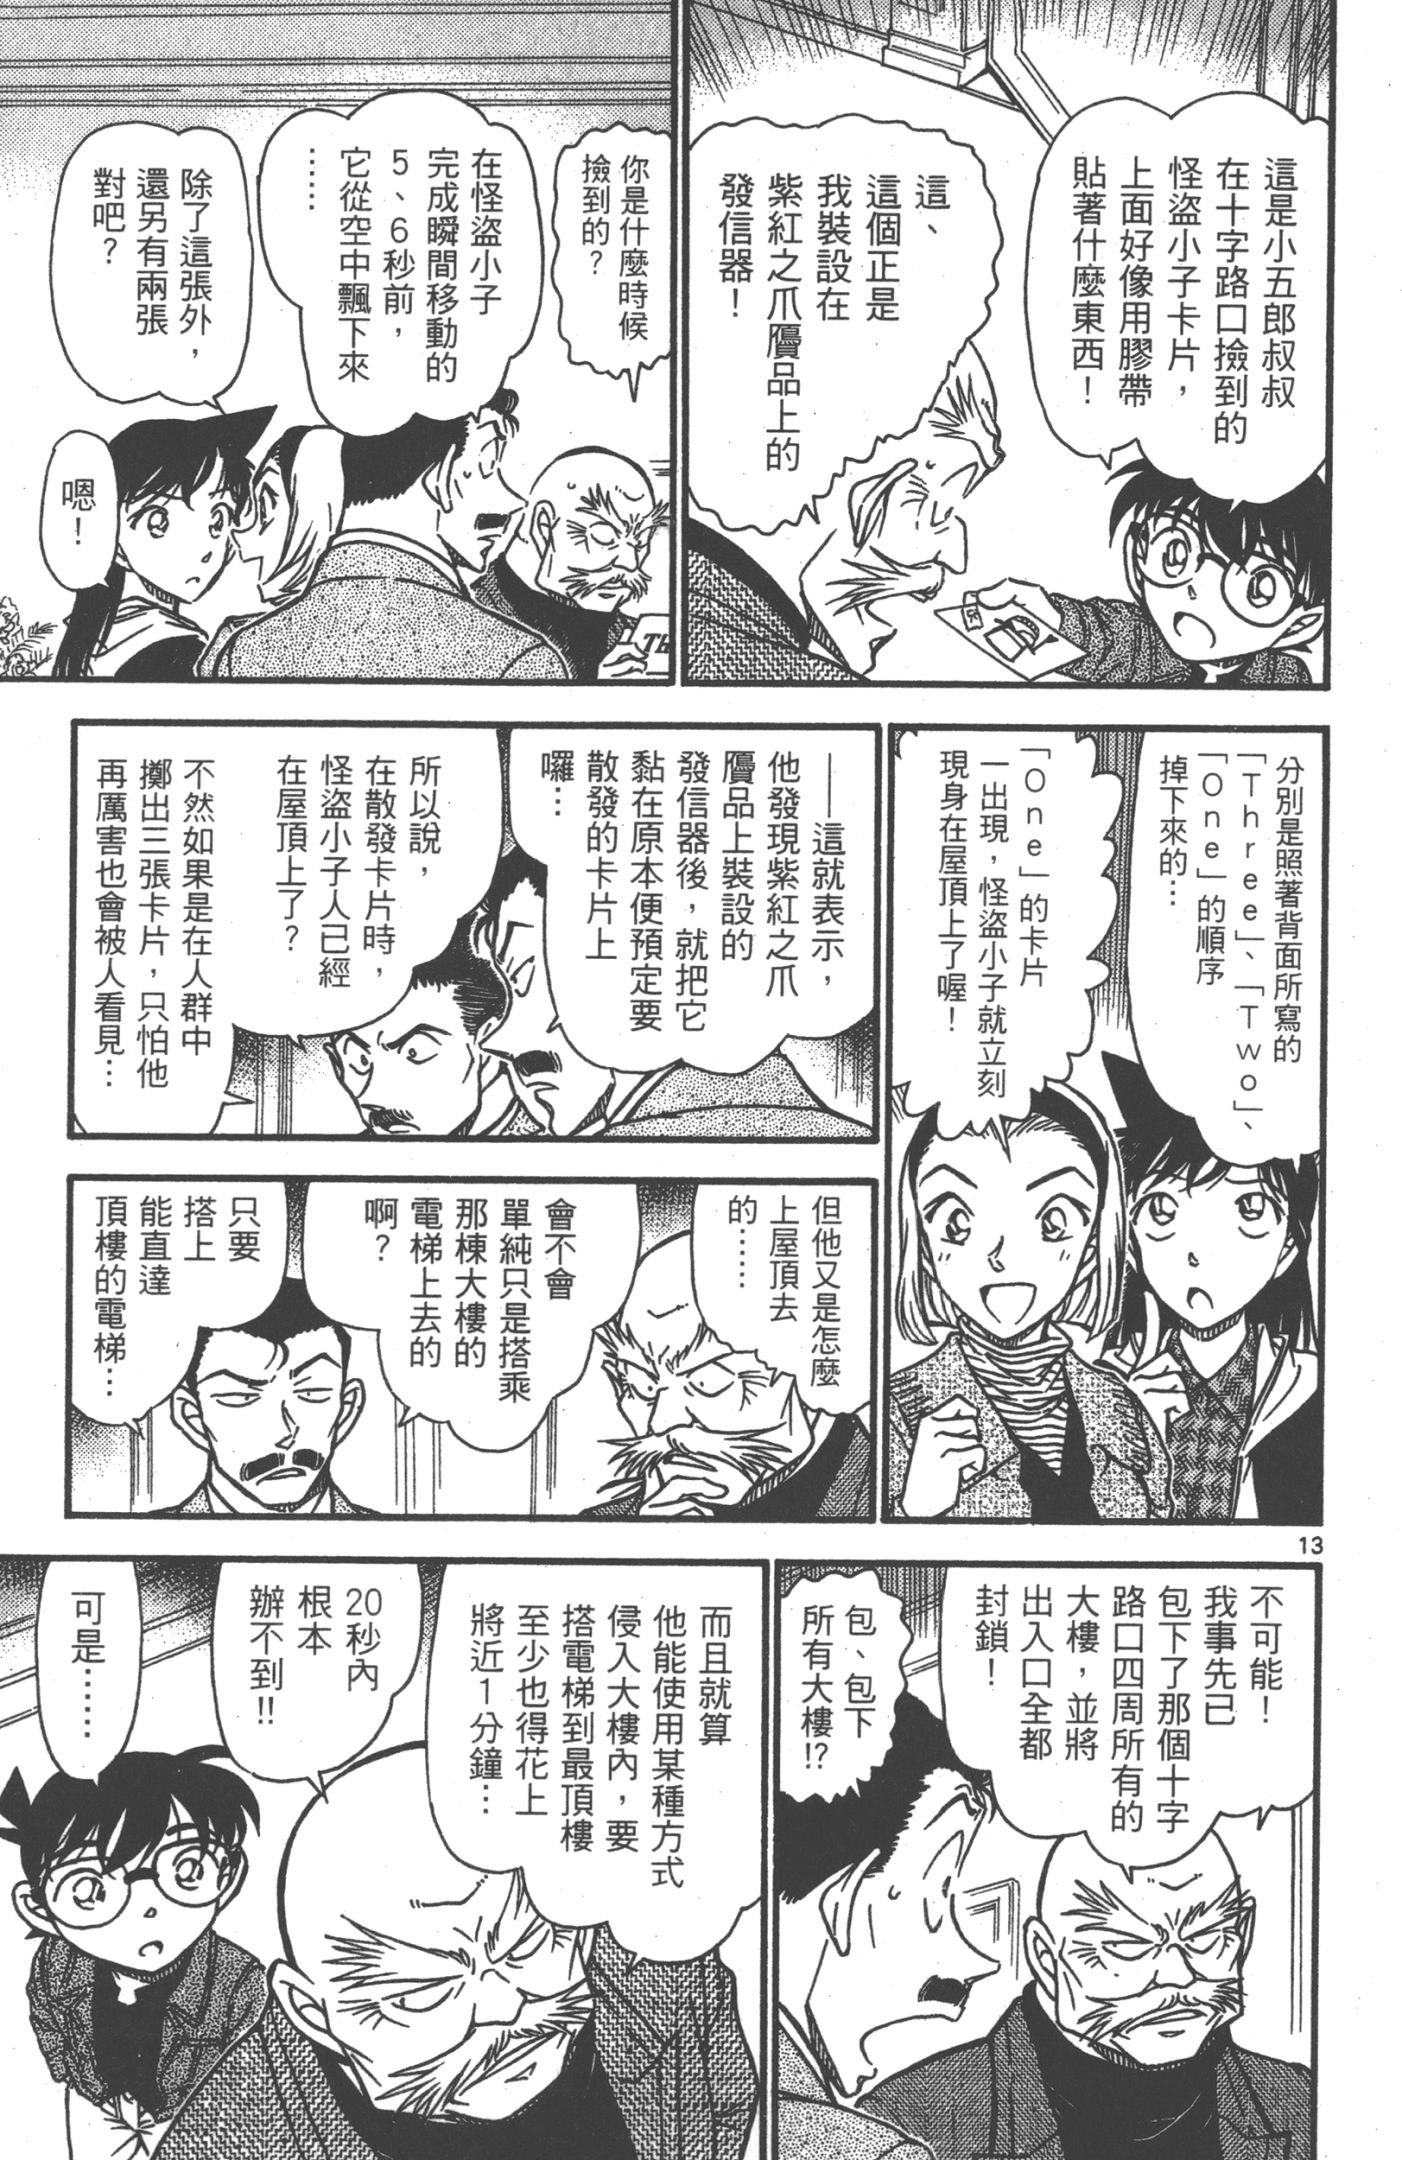 這是小五郎叔叔
在十字路口撿到的
怪盜小子卡片，
上面好像用膠帶
貼著什麼東西！
這、
這個正是
我裝設在
紫紅之爪贗品上的
發信器！
你是什麼時候
撿到的？
在怪盜小子
完成瞬間移動的
5、6秒前，
它從空中飄下來
……
除了這張外，
還另有兩張
對吧？
嗯！
TH
分別是照著背面所寫的
「Three」、「Two」、
「One」的順序
掉下來的…
「One」的卡片
一出現，怪盜小子就立刻
現身在屋頂上了喔！
——這就表示，
他發現紫紅之爪
贗品上裝設的
發信器後，就把它
黏在原本便預定要
散發的卡片上
囉…
所以說，
在散發卡片時，
怪盜小子人已經
在屋頂上了？
不然如果是在人群中
擲出三張卡片，只怕他
再厲害也會被人看見…
但他又是怎麼
上屋頂去
的……
會不會
單純只是搭乘
那棟大樓的
電梯上去的
啊？
只要
搭上
能直達
頂樓的電梯…
13
不可能！
我事先已
包下了那個十字
路口四周所有的
大樓，並將
出入口全都
封鎖！
包、包下
所有大樓!?
而且就算
他能使用某種方式
侵入大樓內，要
搭電梯到最頂樓
至少也得花上
將近1分鐘…
20秒內
根本
辦不到!!
可是……